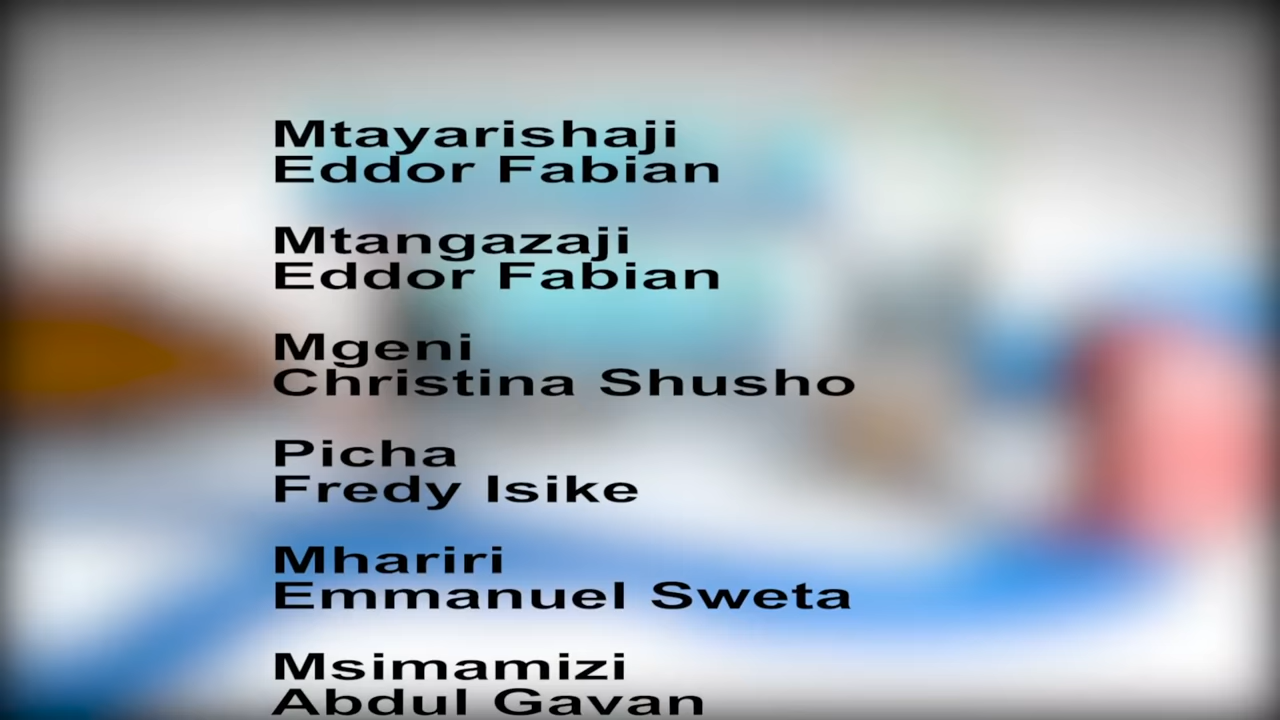 Mtayarishaji
Eddor Fabian
Mtangazaji
Eddor Fabian
Mgeni
Christina Shusho
Picha
Fredy Isike
Mhariri
Emmanuel Sweta
Msimamizi
Abdul Gavan